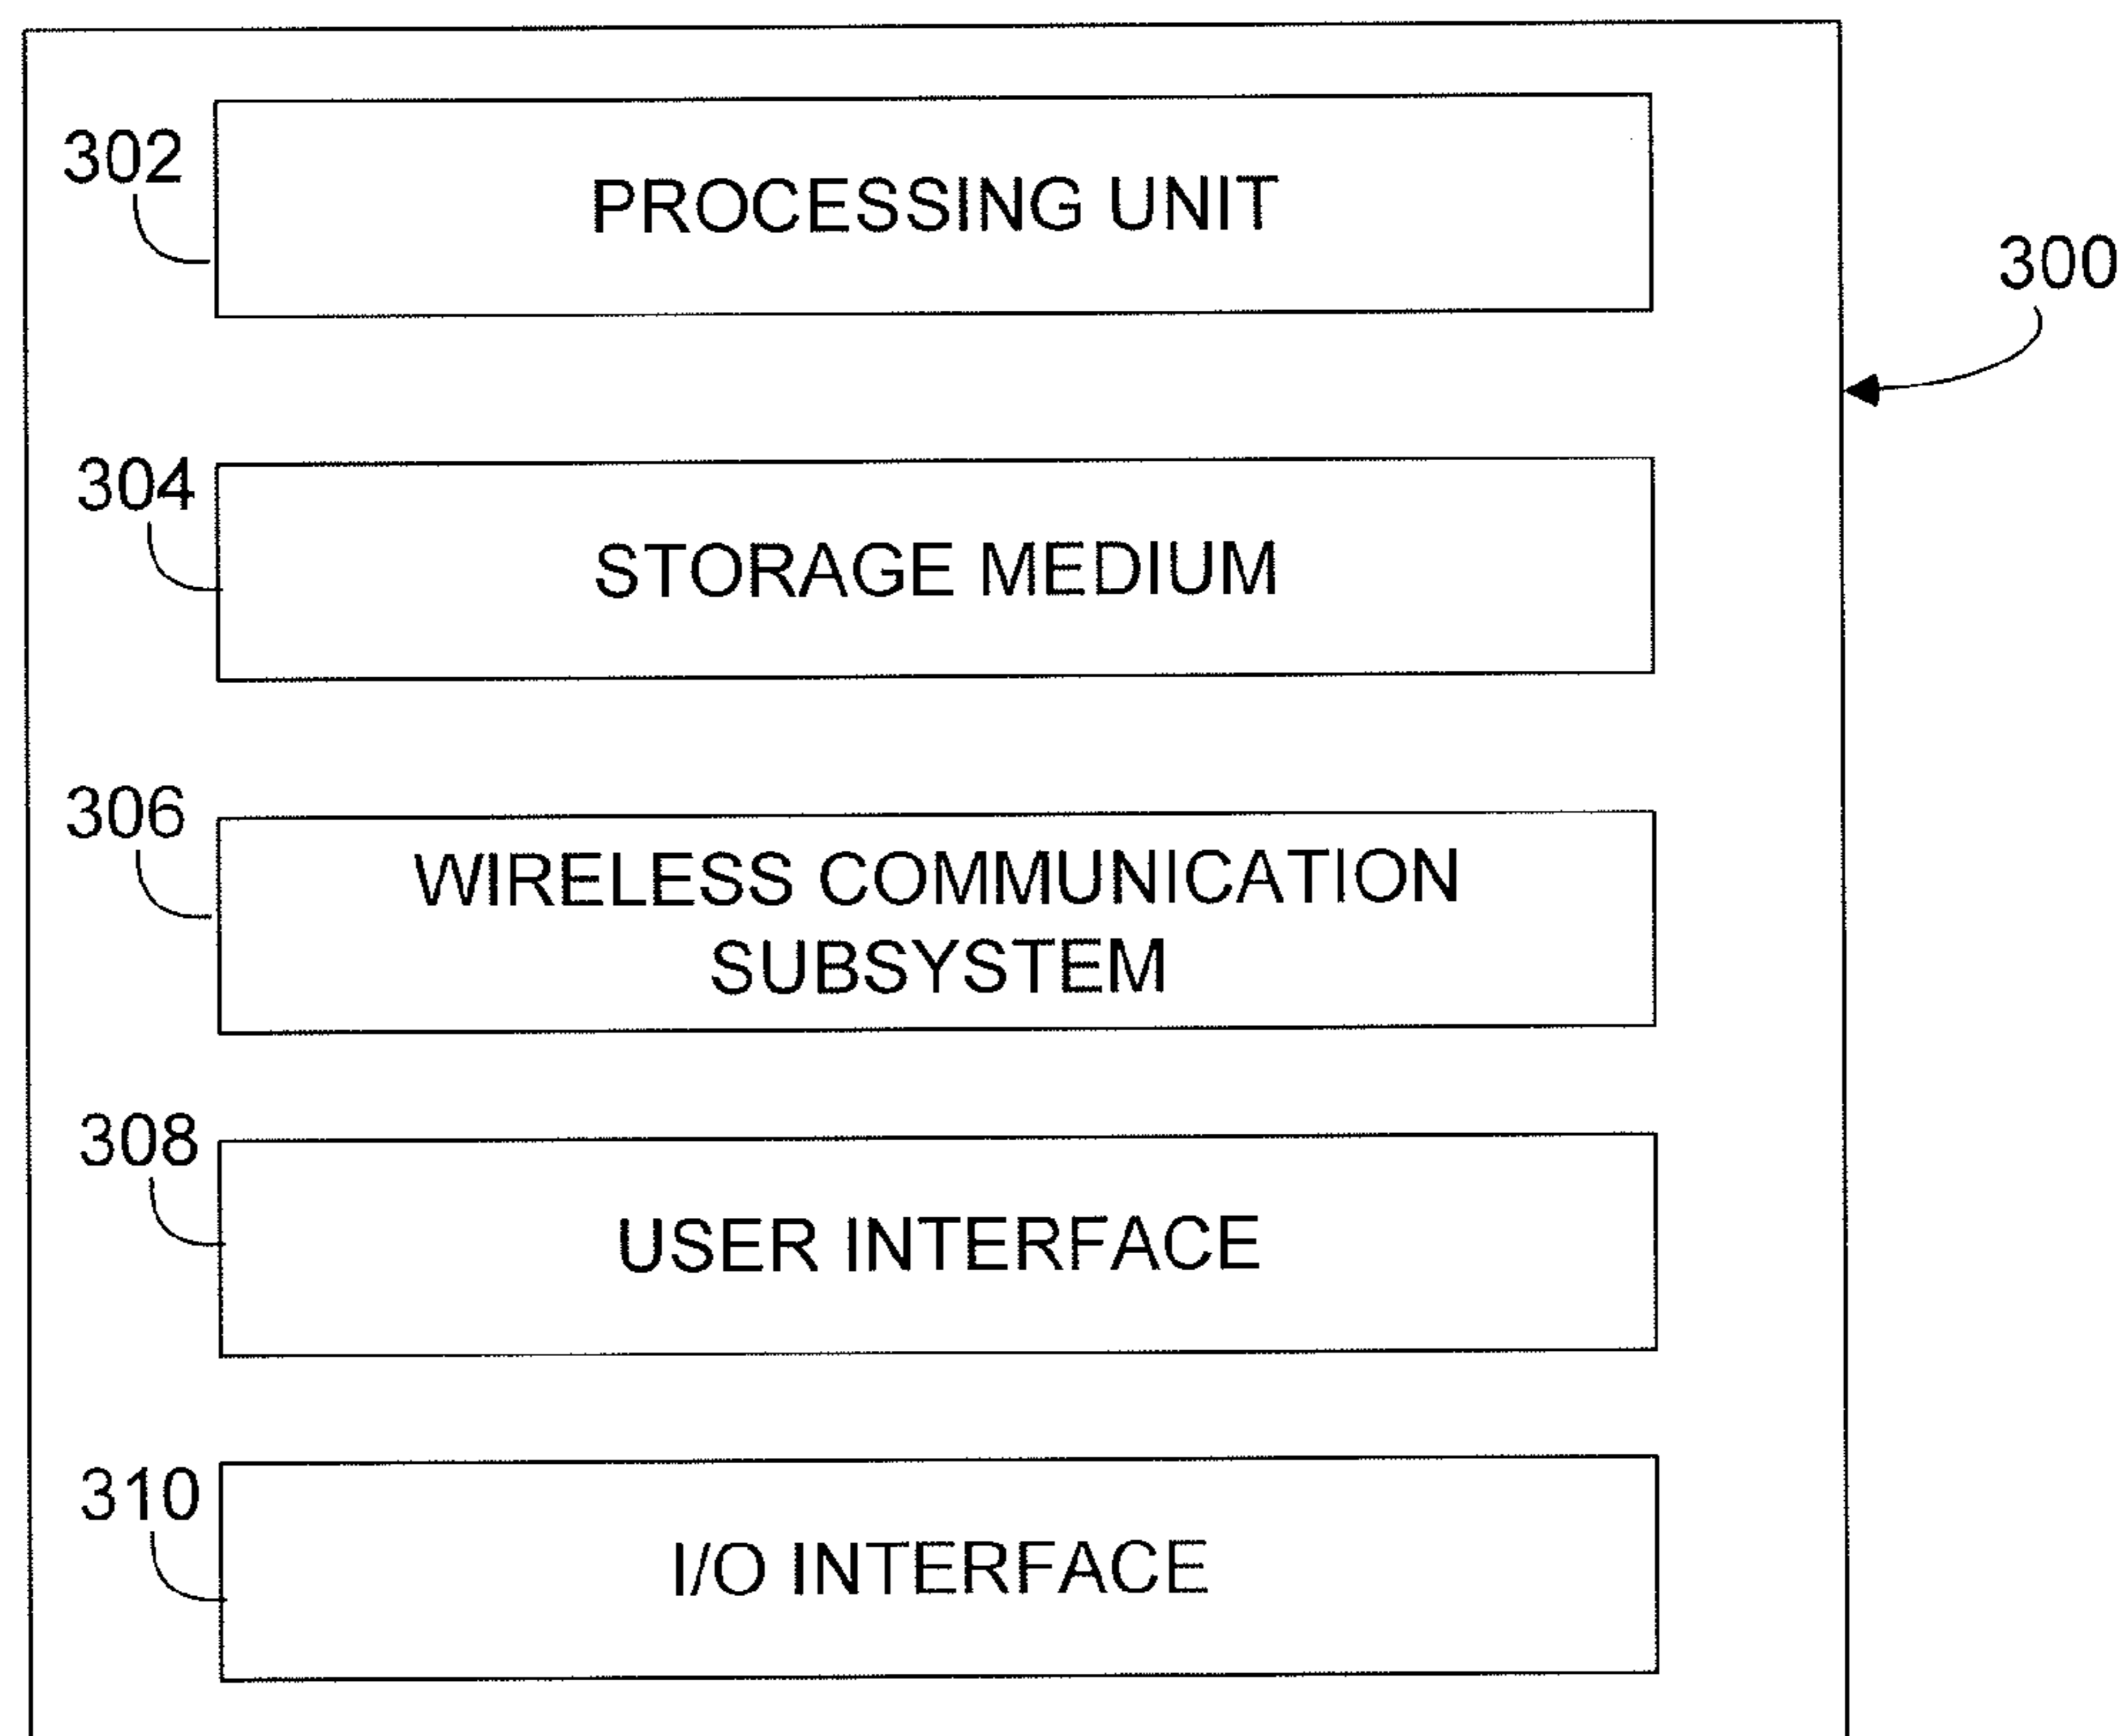 302
PROCESSING UNIT
300
304
STORAGE MEDIUM
306
WIRELESS COMMUNICATION
SUBSYSTEM
308
USER INTERFACE
310
I/O INTERFACE